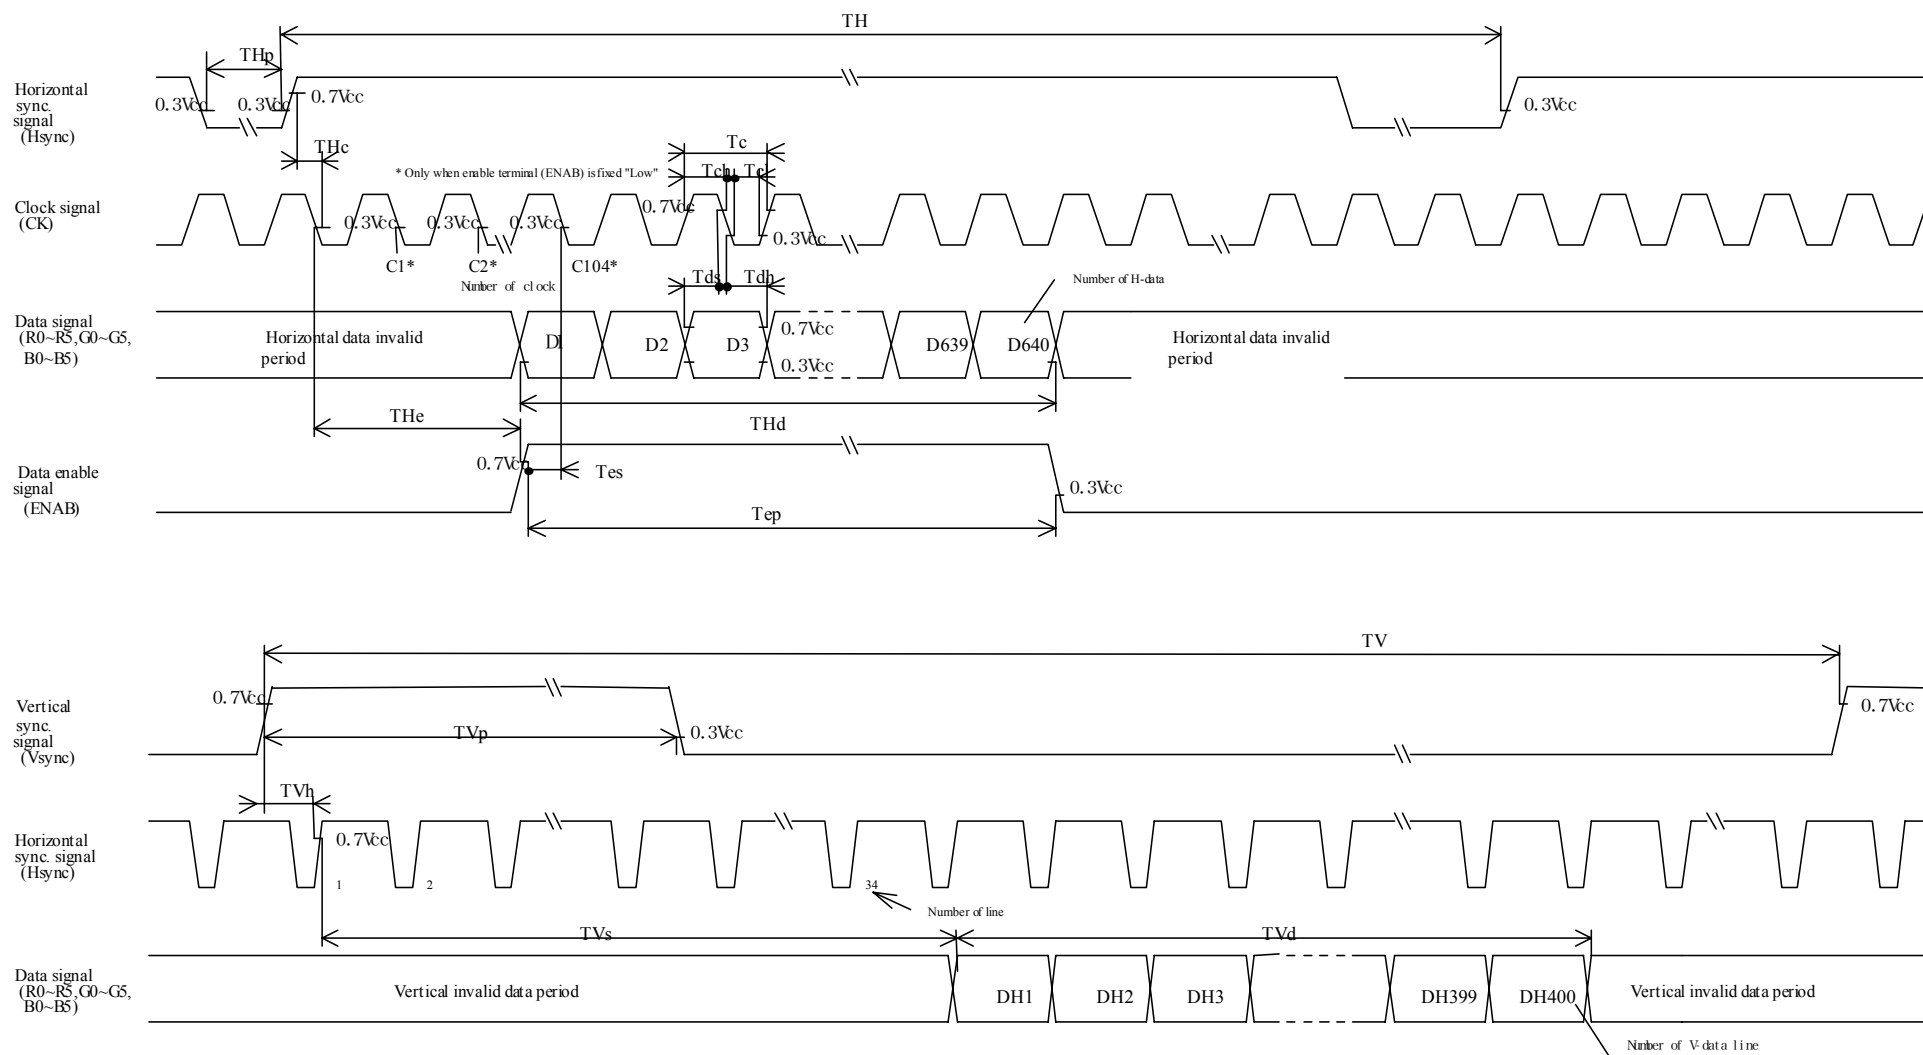 TH
THp
Horizontal
sync.
signal
(Hsync)
0.3Vcc
0.3Vcc
0.7Vcc
0.3Vcc
THc
Tc
* Only when enable terminal (ENAB) is fixed "Low"
Tch
Tcl
Clock signal
(CK)
0.3Vcc
0.3Vcc
0.3Vcc
0.7Vcc
0.3Vcc
C1*
C2*
C104*
Number of clock
Tds
Tdh
Number of H-data
Data signal
(R0~R5,G0~G5,
B0~B5)
Horizontal data invalid
period
D1
D2
D3
0.7Vcc
0.3Vcc
D639
D640
Horizontal data invalid
period
THe
THd
Data enable
signal
(ENAB)
0.7Vcc
Tes
0.3Vcc
Tep
TV
Vertical
sync.
signal
(Vsync)
0.7Vcc
TVp
0.3Vcc
0.7Vcc
TVh
Horizontal
sync. signal
(Hsync)
0.7Vcc
1
2
34
Number of line
TVs
TVd
Data signal
(R0~R5,G0~G5,
B0~B5)
Vertical invalid data period
DH1
DH2
DH3
DH399
DH400
Vertical invalid data period
Number of V-data line